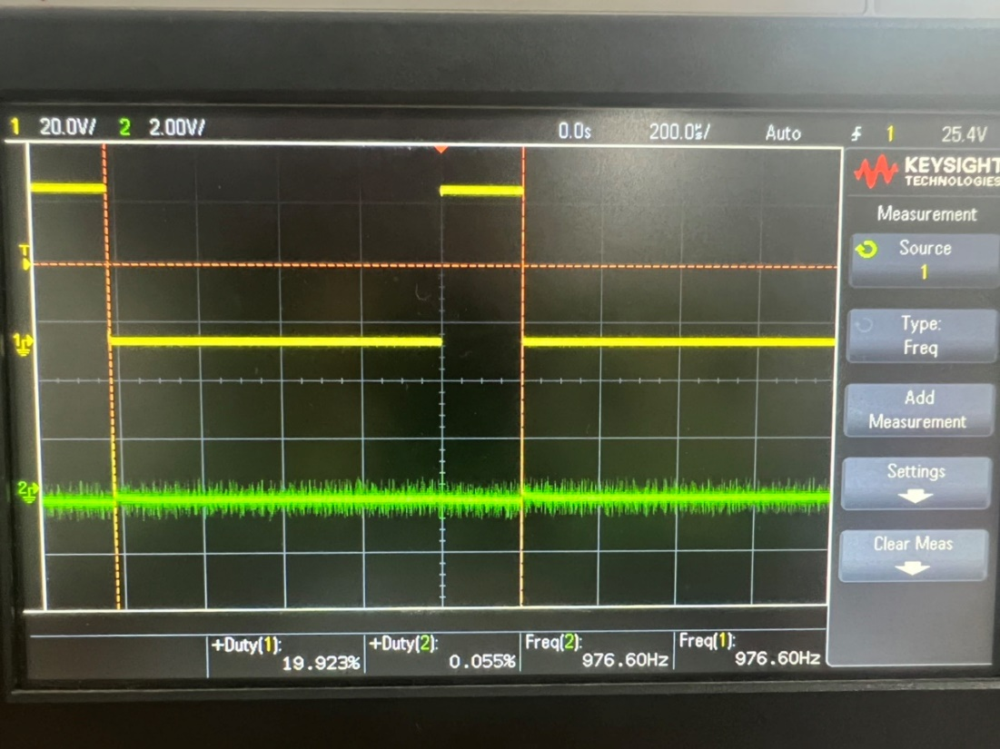 1 20.0V/ 2 2.00V/ 0.0s 200.0µs/ Auto 1 25.4V
KEYSIGHT
TECHNOLOGIES
Measurement
Source
1
Type:
Freq
Add
Measurement
Settings
Clear Meas
T
1
2
+Duty(1):
19.923%
+Duty(2):
0.055%
Freq(2):
976.60Hz
Freq(1):
976.60Hz